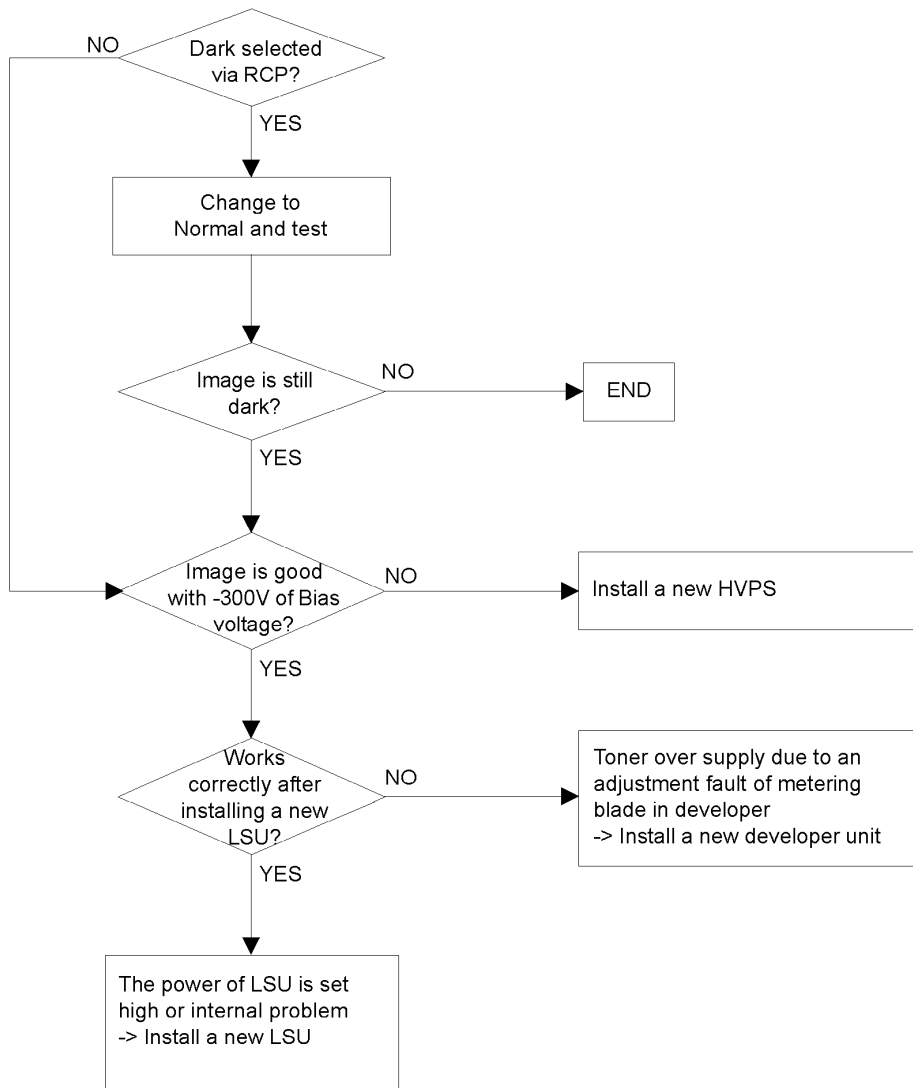 Dark selected
via RCP?
NO
YES
Change to
Normal and test
Image is still
dark?
NO
END
YES
Image is good
with -300V of Bias
voltage?
NO
Install a new HVPS
YES
Works
correctly after
installing a new
LSU?
NO
Toner over supply due to an
adjustment fault of metering
blade in developer
-> Install a new developer unit
YES
The power of LSU is set
high or internal problem
-> Install a new LSU